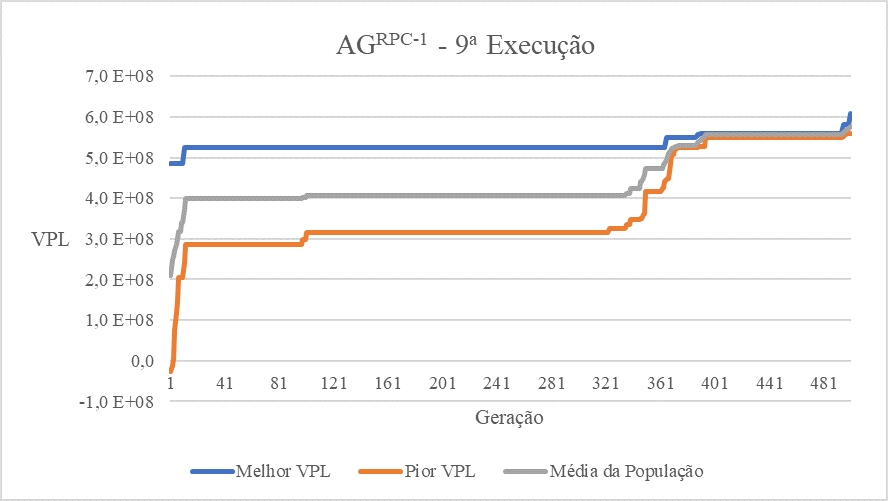 AGRPC-1 - 9ª Execução
7,0 E+08
6,0 E+08
5,0 E+08
4,0 E+08
3,0 E+08
2,0 E+08
1,0 E+08
0,0
-1,0 E+08
VPL
1 41 81 121 161 201 241 281 321 361 401 441 481
Geração
Melhor VPL Pior VPL Média da População